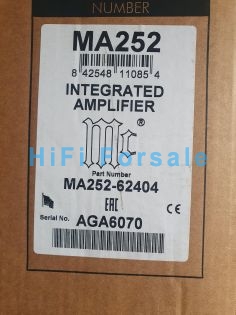 NUMBER
MA252
8 42548 11085 4
INTEGRATED
AMPLIFIER
Mc ®
HiFi Forsale
Part Number
MA252-62404
EAC
CE
Serial No.
AGA6070